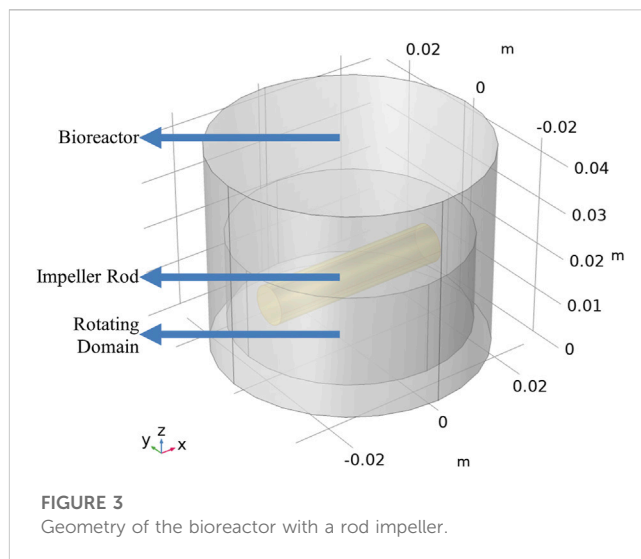 0.02
m
0
-0.02
Bioreactor
0.04
0.03
0.02
m
Impeller Rod
0.01
Rotating
Domain
0
0.02
z
y
x
0
-0.02
m
FIGURE 3
Geometry of the bioreactor with a rod impeller.